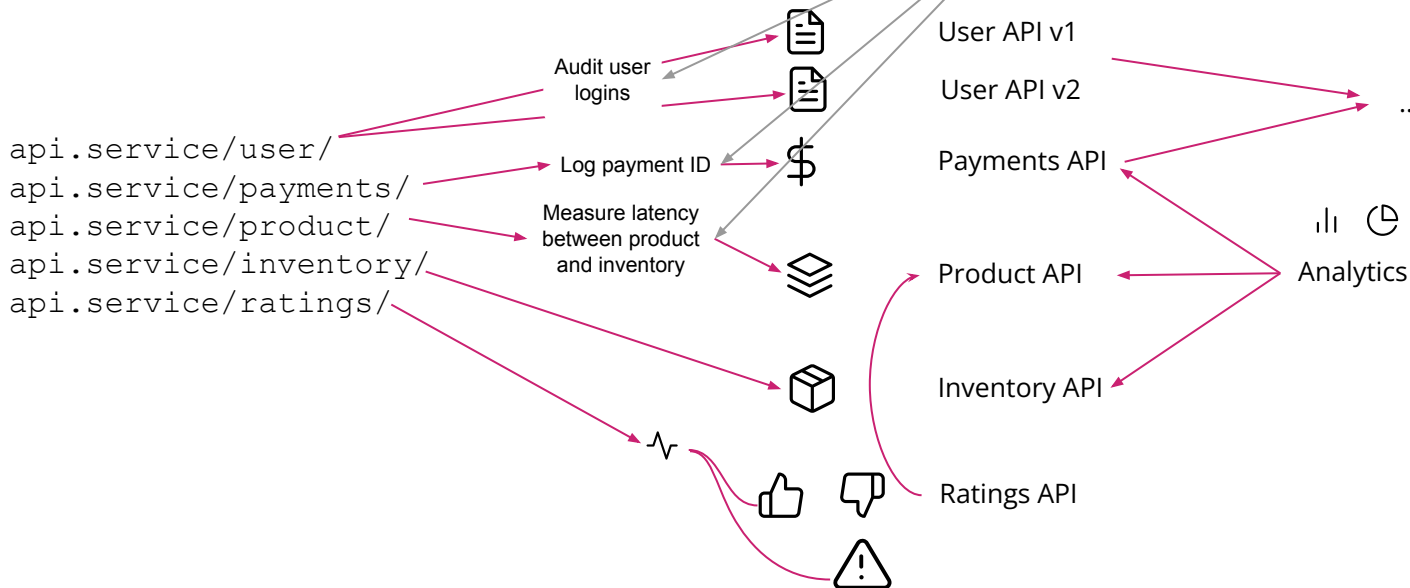 User API v1
Audit user
logins
User API v2
..
api.service/user/
Log payment ID
Payments API
api.service/payments/
Measure latency
between product
and inventory
api.service/product/
api.service/inventory/
Product API
Analytics
api.service/ratings/
Inventory API
Ratings API